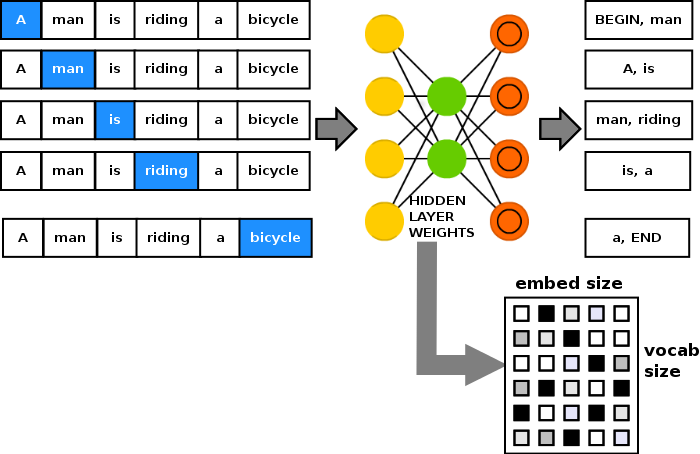 A man is riding a bicycle
A man is riding a bicycle
A man is riding a bicycle
A man is riding a bicycle
A man is riding a bicycle
HIDDEN
LAYER
WEIGHTS
BEGIN, man
A, is
man, riding
is, a
a, END
embed size
vocab
size